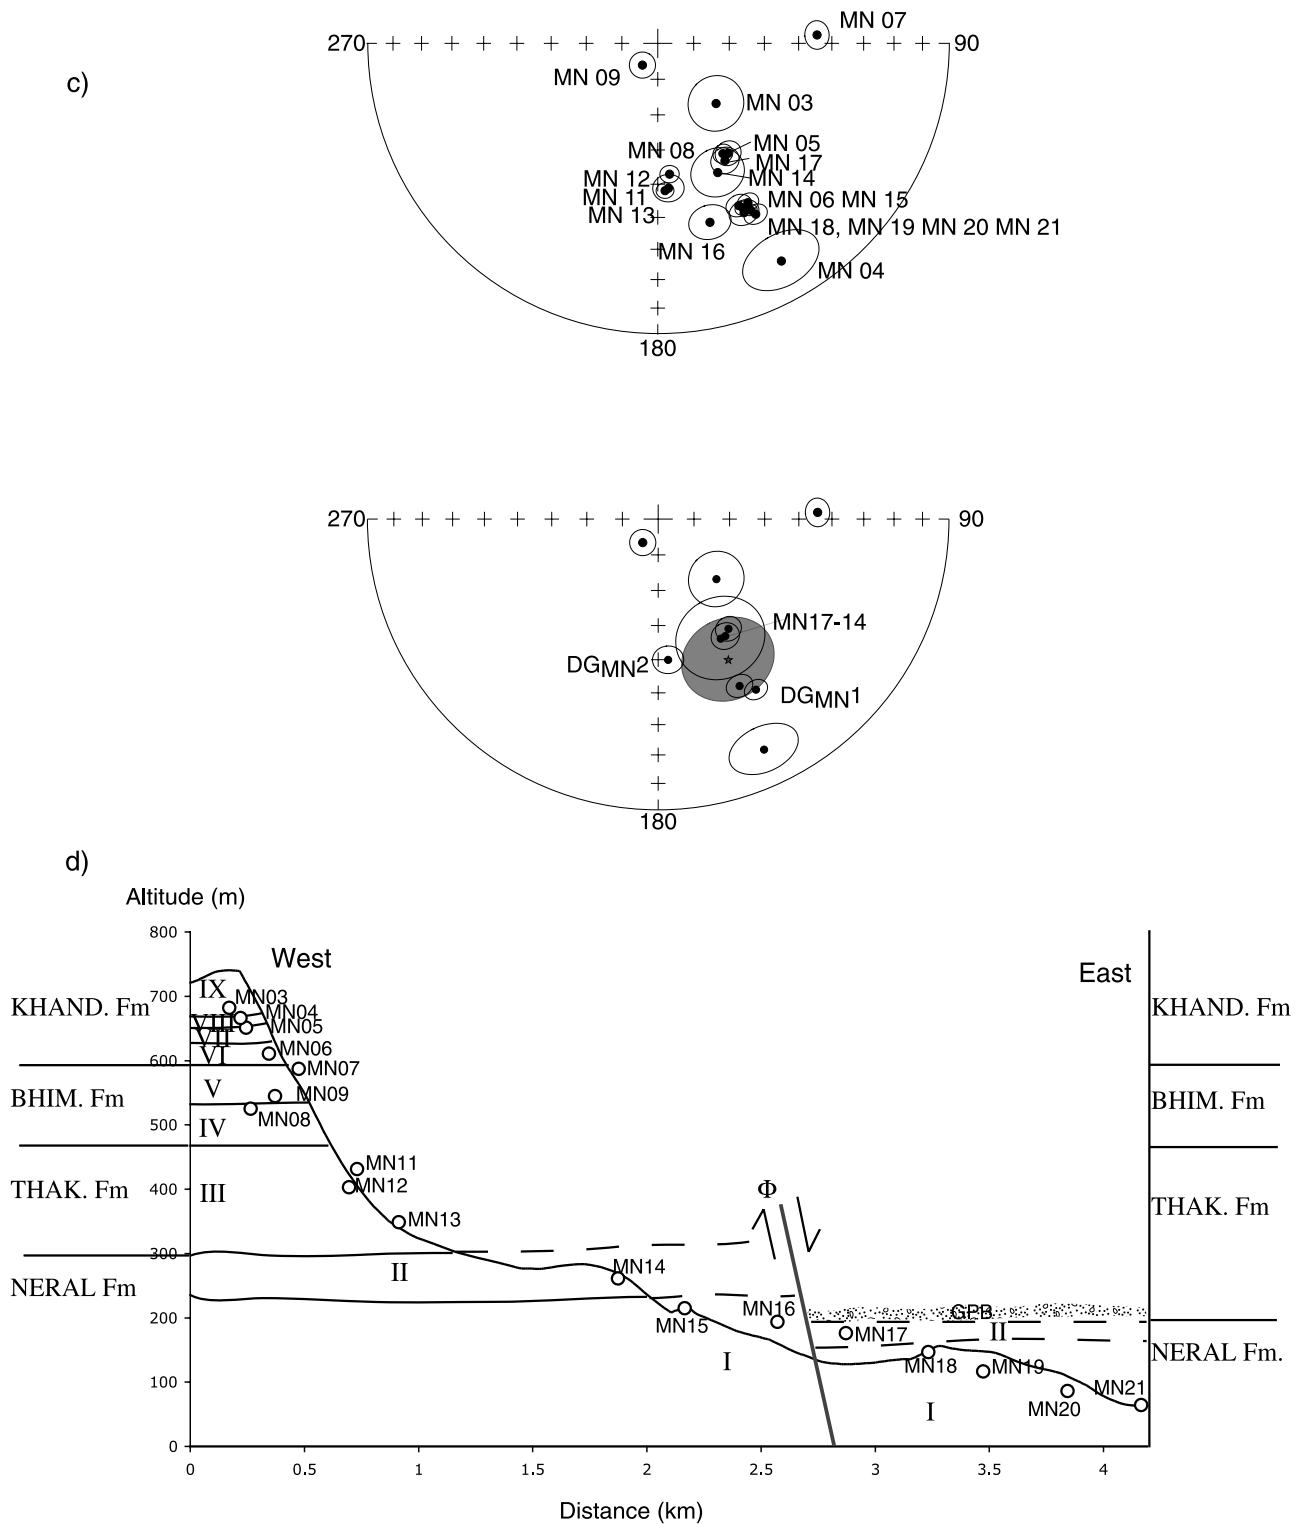 c)
270
90
MN 07
MN 09
MN 03
MN 08
MN 05
MN 17
MN 14
MN 12
MN 11
MN 13
MN 06 MN 15
MN 18, MN 19 MN 20 MN 21
MN 16
MN 04
180
270
90
MN17-14
DGMN2
DGMN1
180
d)
Altitude (m)
West
East
800
700
600
500
400
300
200
100
0
KHAND. Fm
BHIM. Fm
THAK. Fm
NERAL Fm
IX
VIII
VII
VI
V
IV
III
II
I
MN03
MN04
MN05
MN06
MN07
MN09
MN08
MN11
MN12
MN13
MN14
MN15
MN16
Φ
GPB
II
MN17
MN18
MN19
MN20
MN21
I
KHAND. Fm
BHIM. Fm
THAK. Fm
NERAL Fm.
0
0.5
1
1.5
2
2.5
3
3.5
4
Distance (km)